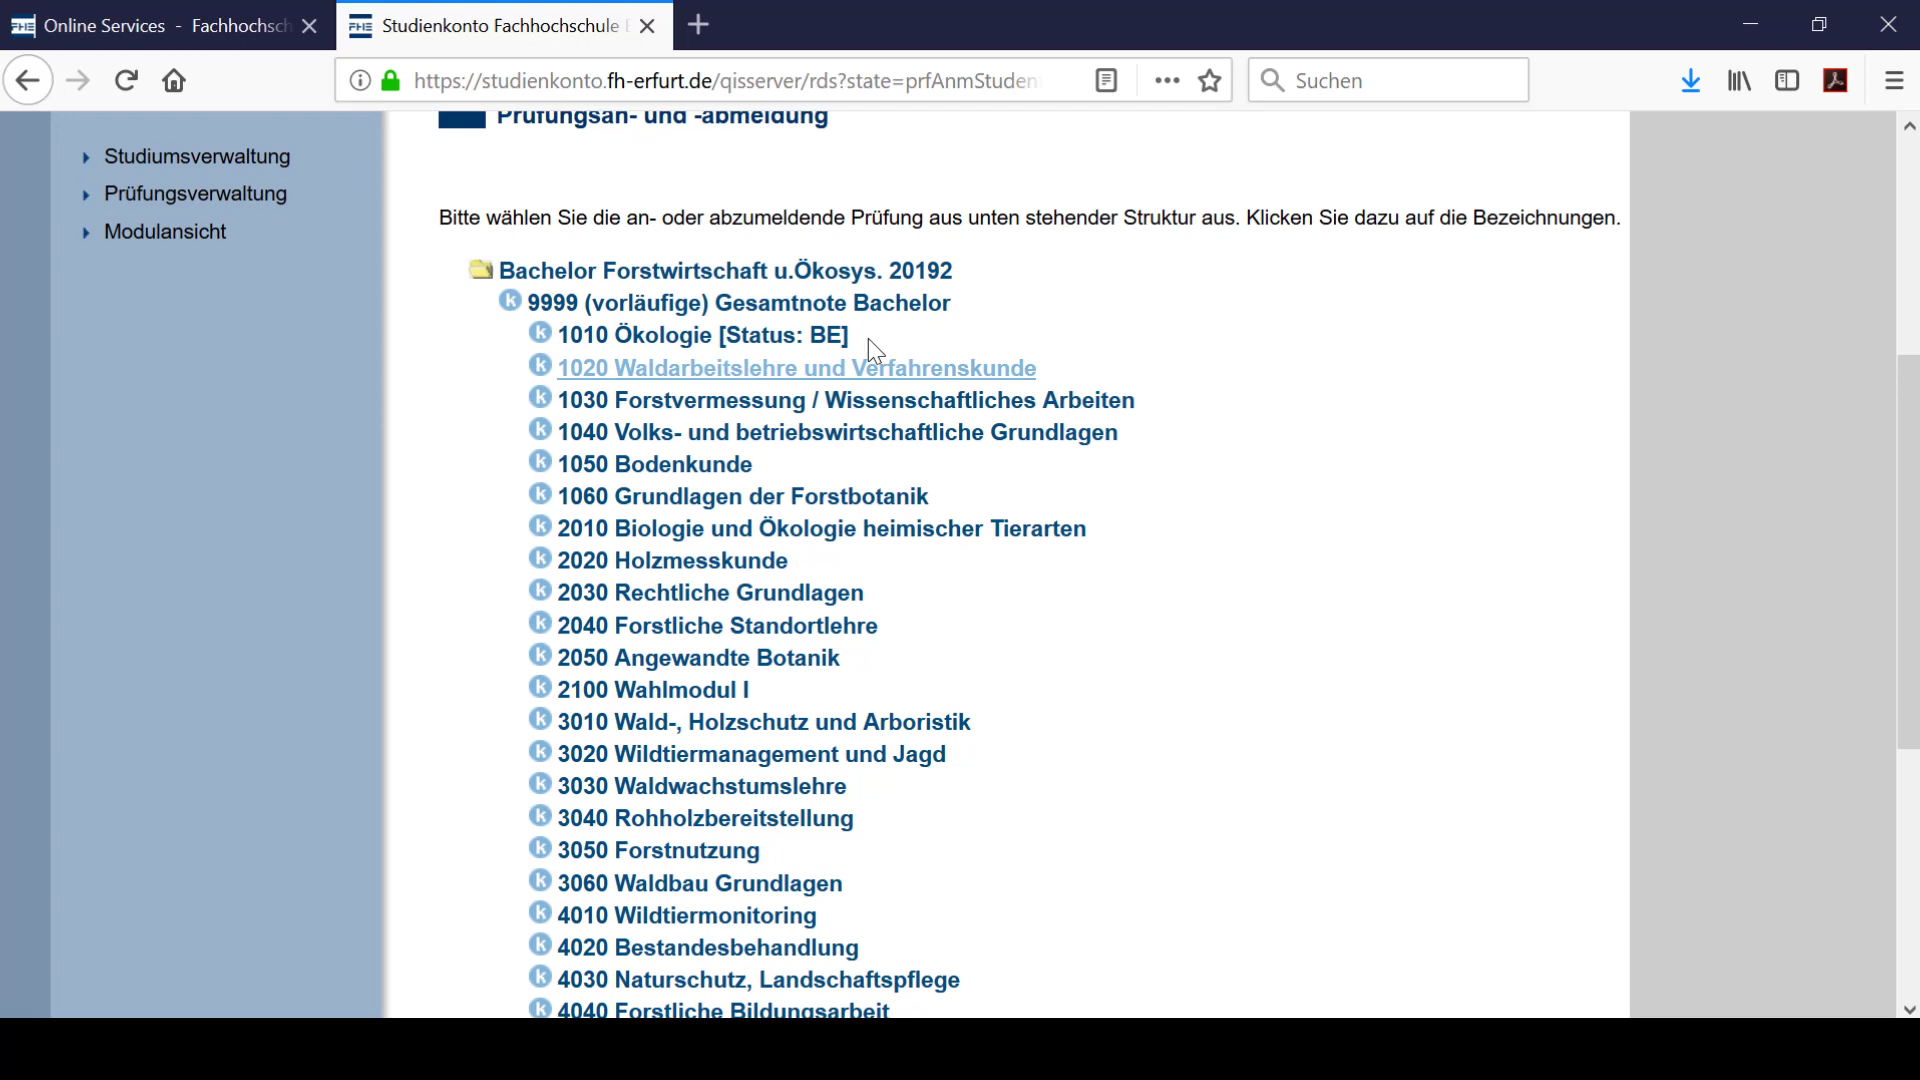 Online Services - Fachhochsch
Studienkonto Fachhochschule
https://studienkonto.fh-erfurt.de/qisserver/rds?state=prfAnmStuden
Suchen
Prüfungsan- und -abmeldung
Studiumsverwaltung
Prüfungsverwaltung
Modulansicht
Bitte wählen Sie die an- oder abzumeldende Prüfung aus unten stehender Struktur aus. Klicken Sie dazu auf die Bezeichnungen.
Bachelor Forstwirtschaft u.Ökosys. 20192
k 9999 (vorläufige) Gesamtnote Bachelor
k 1010 Ökologie [Status: BE]
k 1020 Waldarbeitslehre und Verfahrenskunde
k 1030 Forstvermessung / Wissenschaftliches Arbeiten
k 1040 Volks- und betriebswirtschaftliche Grundlagen
k 1050 Bodenkunde
k 1060 Grundlagen der Forstbotanik
k 2010 Biologie und Ökologie heimischer Tierarten
k 2020 Holzmesskunde
k 2030 Rechtliche Grundlagen
k 2040 Forstliche Standortlehre
k 2050 Angewandte Botanik
k 2100 Wahlmodul I
k 3010 Wald-, Holzschutz und Arboristik
k 3020 Wildtiermanagement und Jagd
k 3030 Waldwachstumslehre
k 3040 Rohholzbereitstellung
k 3050 Forstnutzung
k 3060 Waldbau Grundlagen
k 4010 Wildtiermonitoring
k 4020 Bestandesbehandlung
k 4030 Naturschutz, Landschaftspflege
k 4040 Forstliche Bildungsarbeit